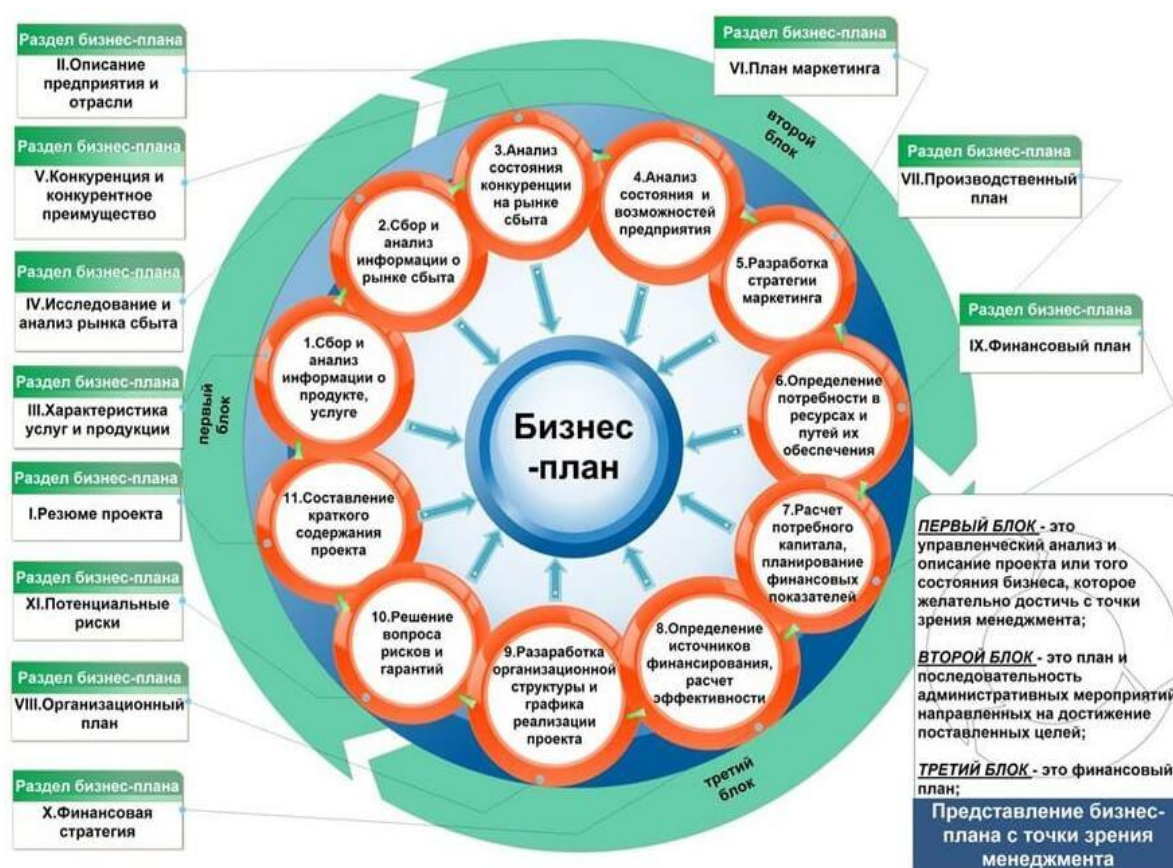 Раздел бизнес-плана
II.Описание
предприятия и
отрасли
Раздел бизнес-плана
V.Конкуренция и
конкурентное
преимущество
Раздел бизнес-плана
IV.Исследование и
анализ рынка сбыта
Раздел бизнес-плана
III.Характеристика
услуг и продукции
Раздел бизнес-плана
I.Резюме проекта
Раздел бизнес-плана
XI.Потенциальные
риски
Раздел бизнес-плана
VIII.Организационный
план
Раздел бизнес-плана
X.Финансовая
стратегия
Раздел бизнес-плана
VI.План маркетинга
Раздел бизнес-плана
VII.Производственный
план
Раздел бизнес-плана
IX.Финансовый план
первый
блок
второй
блок
третий
блок
1.Сбор и
анализ
информации о
продукте,
услуге
2.Сбор и
анализ
информации о
рынке сбыта
3.Анализ
состояния
конкуренции
на рынке
сбыта
4.Анализ
состояния и
возможностей
предприятия
5.Разработка
стратегии
маркетинга
6.Определение
потребности в
ресурсах и
путей их
обеспечения
7.Расчет
потребного
капитала,
планирование
финансовых
показателей
8.Определение
источников
финансирования,
расчет
эффективности
9.Разаработка
организационной
структуры и
графика
реализации
проекта
10.Решение
вопроса
рисков и
гарантий
11.Составление
краткого
содержания
проекта
Бизнес
-план
ПЕРВЫЙ БЛОК - это
управленческий анализ и
описание проекта или того
состояния бизнеса, которое
желательно достичь с точки
зрения менеджмента;
ВТОРОЙ БЛОК - это план и
последовательность
административных мероприятий
направленных на достижение
поставленных целей;
ТРЕТИЙ БЛОК - это финансовый
план;
Представление бизнес-
плана с точки зрения
менеджмента